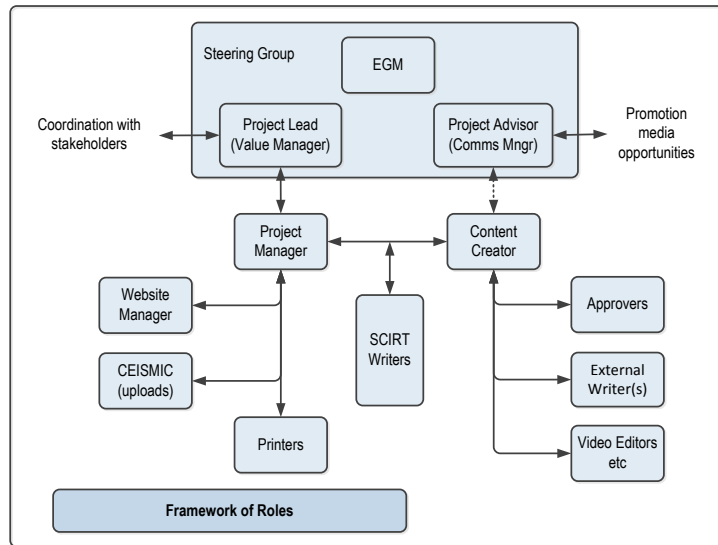 Steering Group
EGM
Coordination with
stakeholders
Project Lead
(Value Manager)
Project Advisor
(Comms Mngr)
Promotion
media
opportunities
Project
Manager
Content
Creator
Website
Manager
SCIRT
Writers
Approvers
CEISMIC
(uploads)
External
Writer(s)
Printers
Video Editors
etc
Framework of Roles